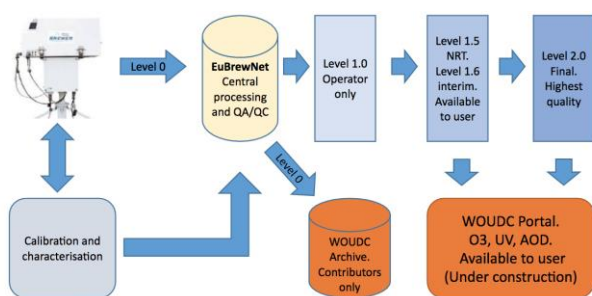 BREWER
Level 0
EuBrewNet
Central
processing
and QA/QC
Level 1.0
Operator
only
Level 1.5
NRT.
Level 1.6
interim.
Available
to user
Level 2.0
Final.
Highest
quality
Level 0
Calibration and
characterisation
WOUDC
Archive.
Contributors
only
WOUDC Portal.
O3, UV, AOD.
Available to user
(Under construction)